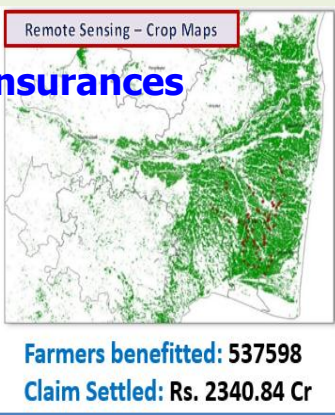 Remote Sensing – Crop Maps
nsurances
Farmers benefitted: 537598
Claim Settled: Rs. 2340.84 Cr